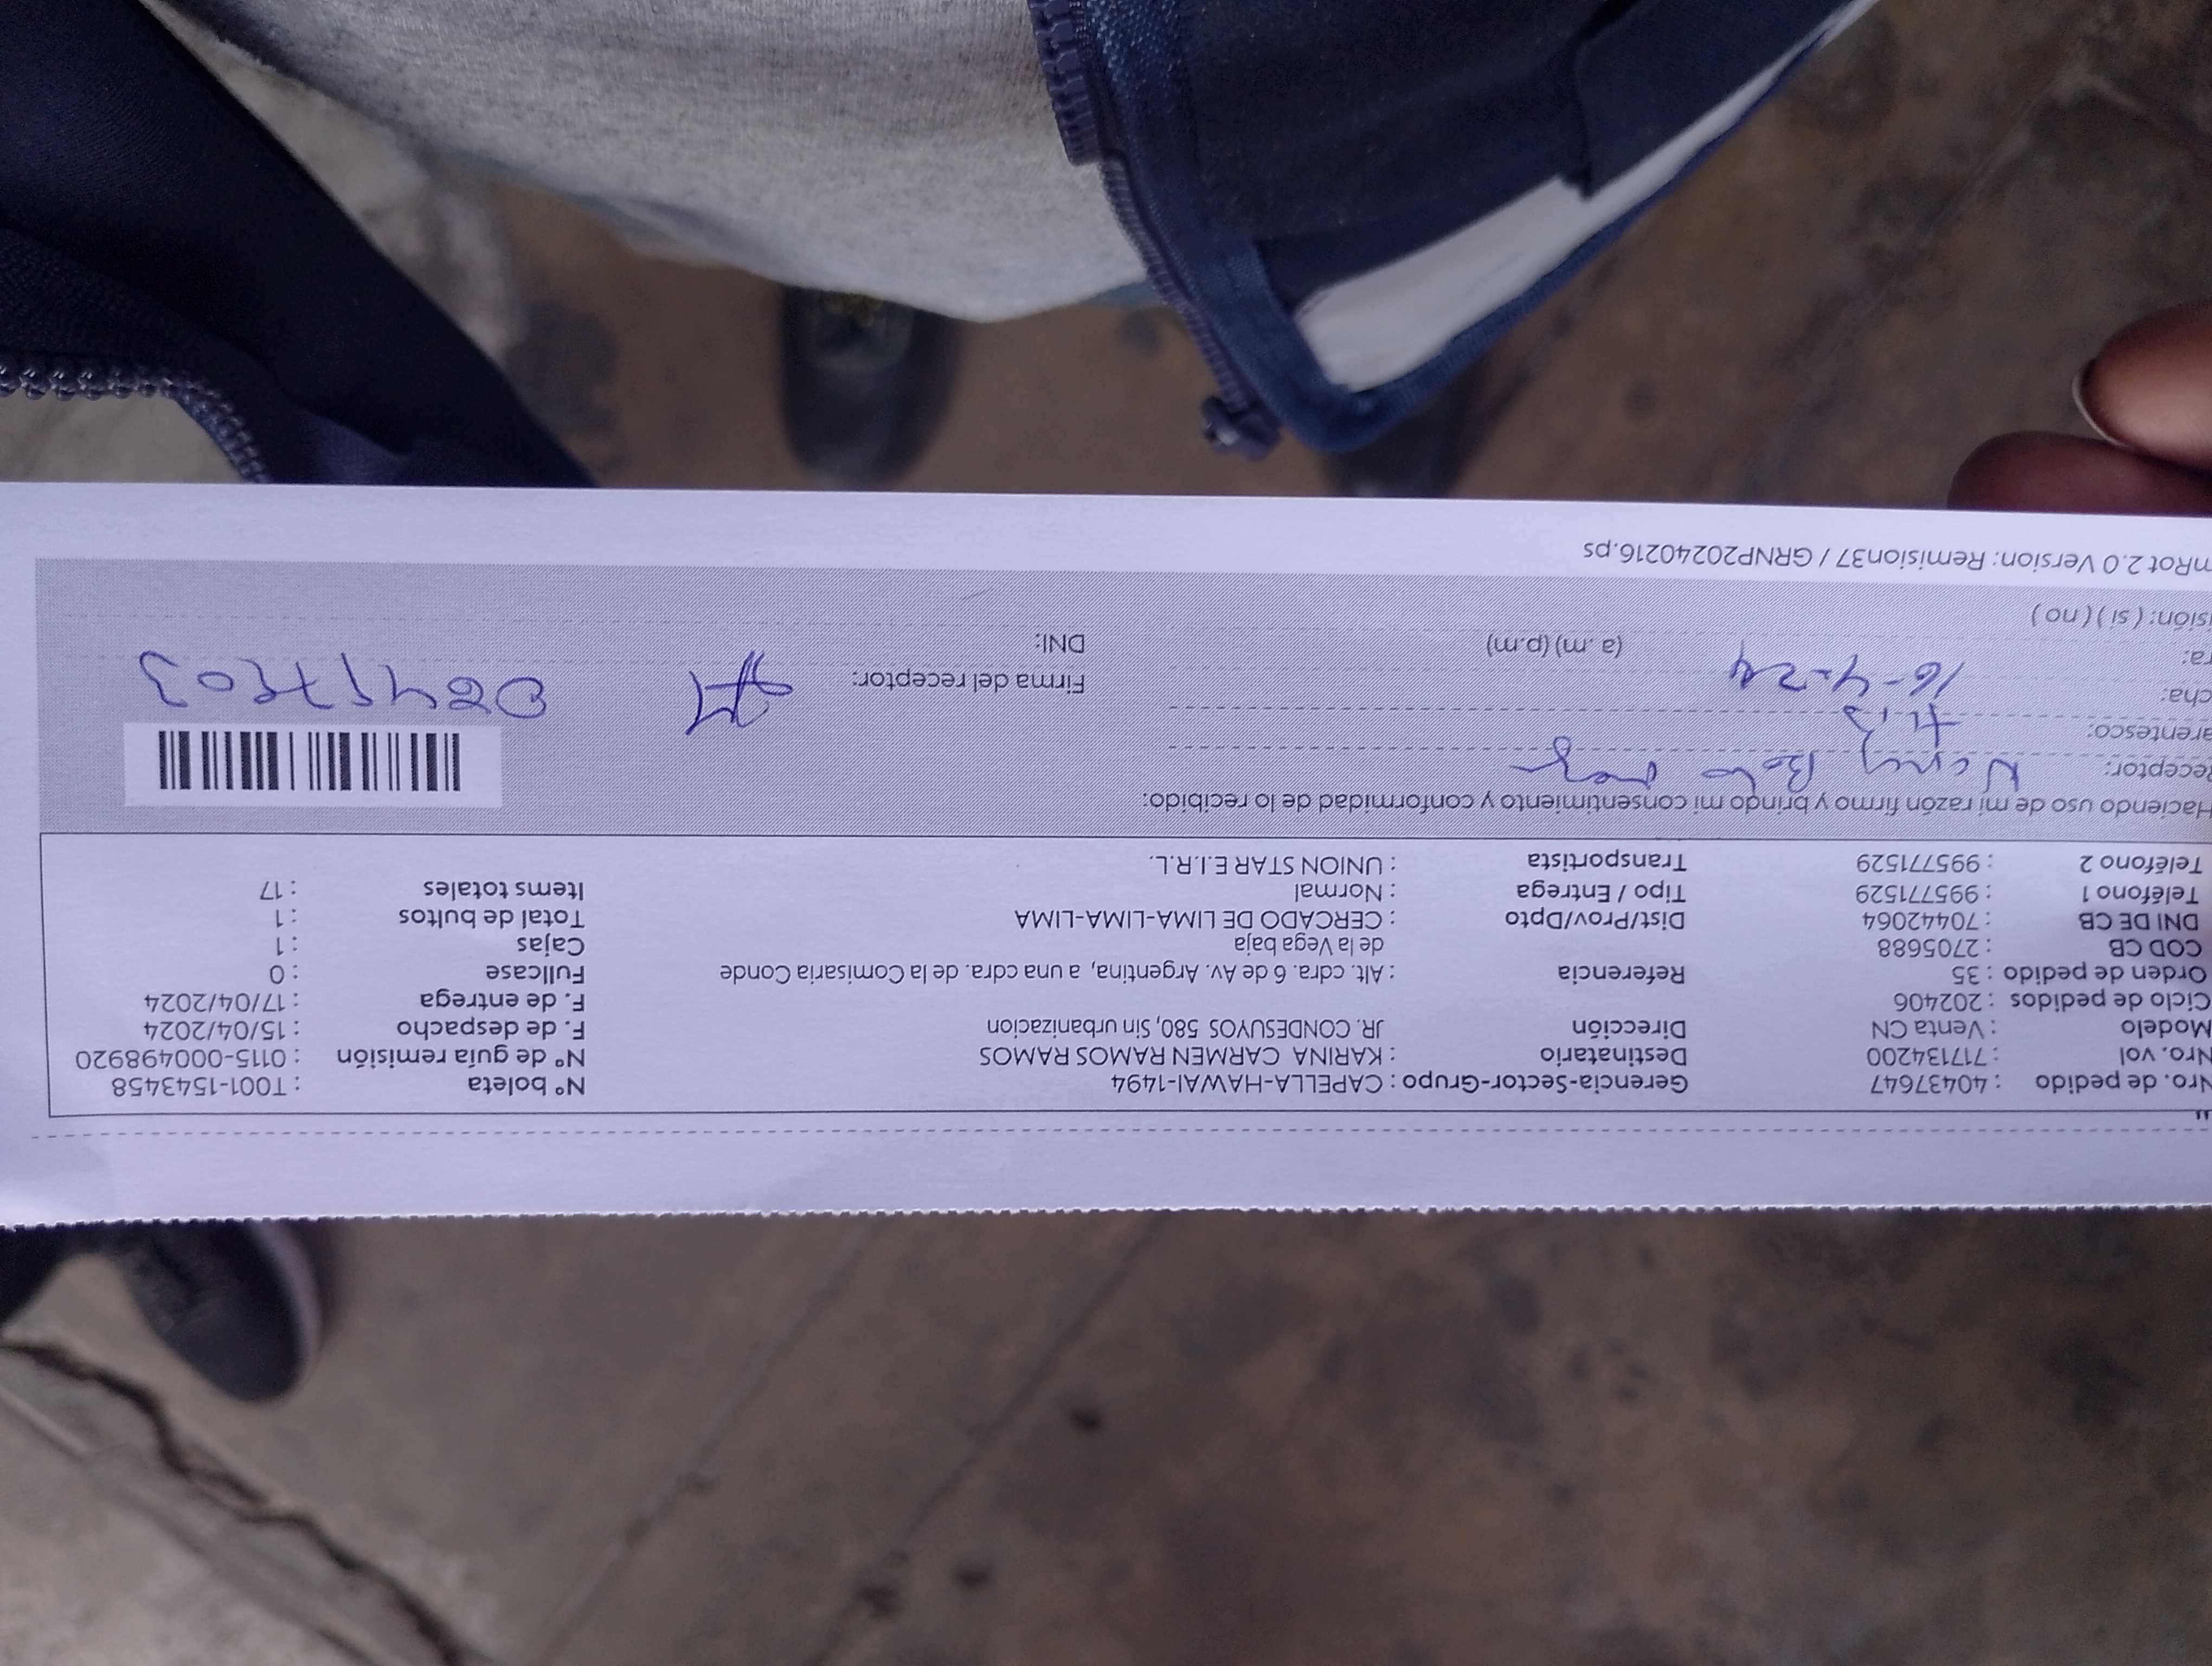 Nro. de pedido : 40437647 Gerencia-Sector-Grupo : CAPELLA-HAWAI-1494 N° boleta : T001-1543458
Nro. vol : 717134200 Destinatario : KARINA CARMEN RAMOS RAMOS N° de guía remisión : 0115-000498920
Modelo : Venta CN Dirección JR. CONDESUYOS 580, Sin urbanizacion F. de despacho : 15/04/2024
Ciclo de pedidos : 202406 F. de entrega : 17/04/2024
Orden de pedido : 35 Referencia : Alt. cdra. 6 de Av. Argentina, a una cdra. de la Comisaria Conde Fullcase : 0
COD CB : 2705688 de la Vega baja Cajas : 1
DNI DE CB : 70442064 Dist/Prov/Dpto : CERCADO DE LIMA-LIMA-LIMA Total de bultos : 1
Teléfono 1 : 995771529 Tipo / Entrega : Normal Items totales : 17
Teléfono 2 : 995771529 Transportista : UNION STAR E.I.R.L.
Haciendo uso de mi razón firmo y brindo mi consentimiento y conformidad de lo recibido:
Receptor: Nancy
arentesco:
cha: 16-4-24 Firma del receptor:
ra: (a.m) (p.m) DNI:
isión: ( si ) ( no )
mRot 2.0 Version: Remision37 / GRNP20240216.ps